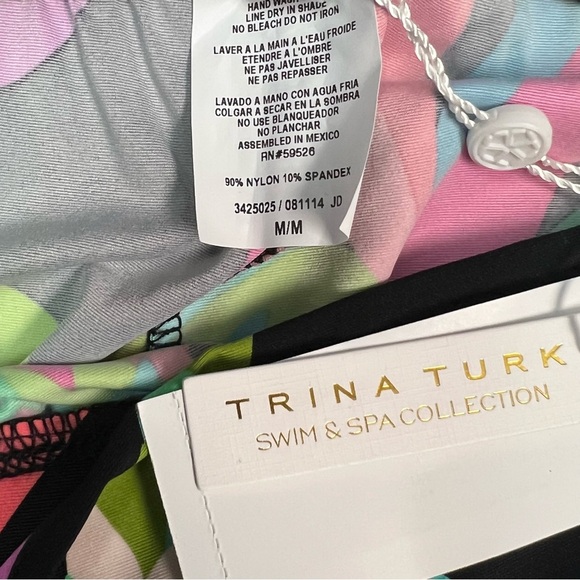 HAND WASH
LINE DRY IN SHADE
NO BLEACH DO NOT IRON
LAVER A LA MAIN A L'EAU FROIDE
ETENDRE A L'OMBRE
NE PAS JAVELLISER
NE PAS REPASSER
LAVADO A MANO CON AGUA FRIA
COLGAR A SECAR EN LA SOMBRA
NO USE BLANQUEADOR
NO PLANCHAR
ASSEMBLED IN MEXICO
RN#59526
90% NYLON 10% SPANDEX
3425025 / 081114 JD
M/M
TRINA TURK
SWIM & SPA COLLECTION